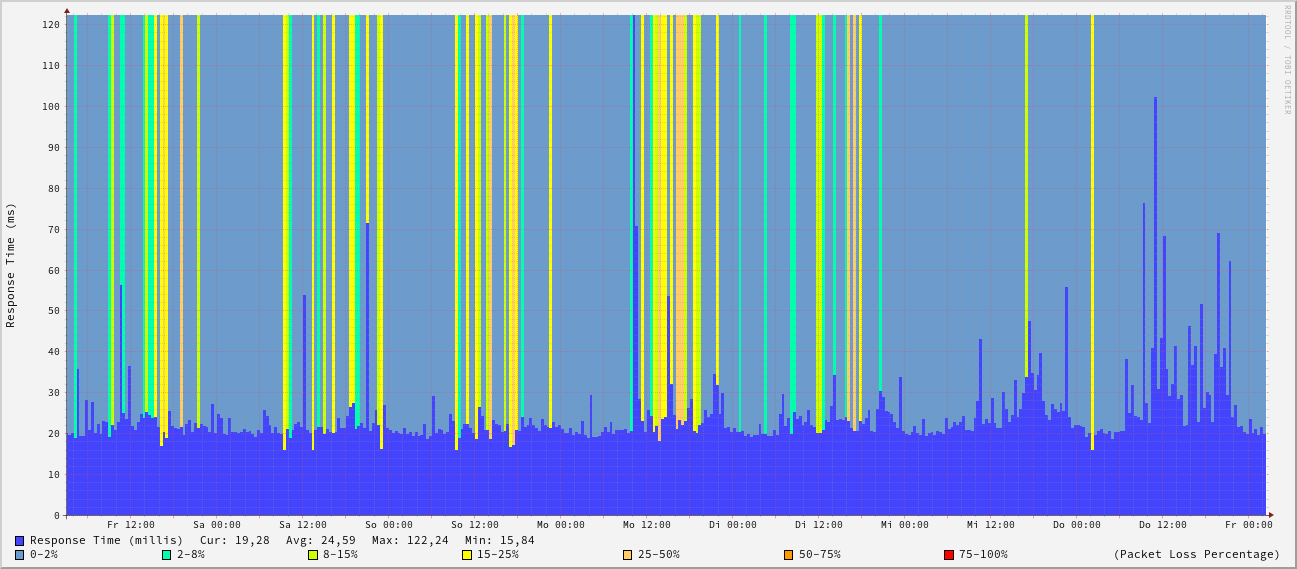 RRDTOOL / TOBI OETIKER
Response Time (ms)
120
110
100
90
80
70
60
50
40
30
20
10
0
Fr 12:00 Sa 00:00 Sa 12:00 So 00:00 So 12:00 Mo 00:00 Mo 12:00 Di 00:00 Di 12:00 Mi 00:00 Mi 12:00 Do 00:00 Do 12:00 Fr 00:00
Response Time (millis) Cur: 19,28 Avg: 24,59 Max: 122,24 Min: 15,84
0-2% 2-8% 8-15% 15-25% 25-50% 50-75% 75-100% (Packet Loss Percentage)